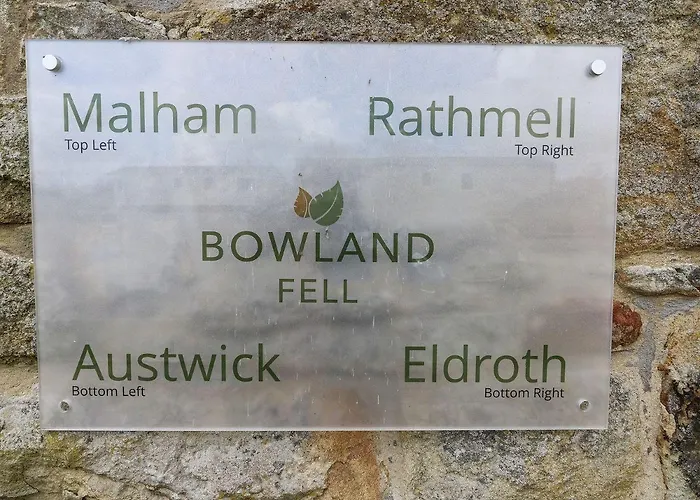 Malham
Top Left
Rathmell
Top Right
BOWLAND
FELL
Austwick
Bottom Left
Eldroth
Bottom Right